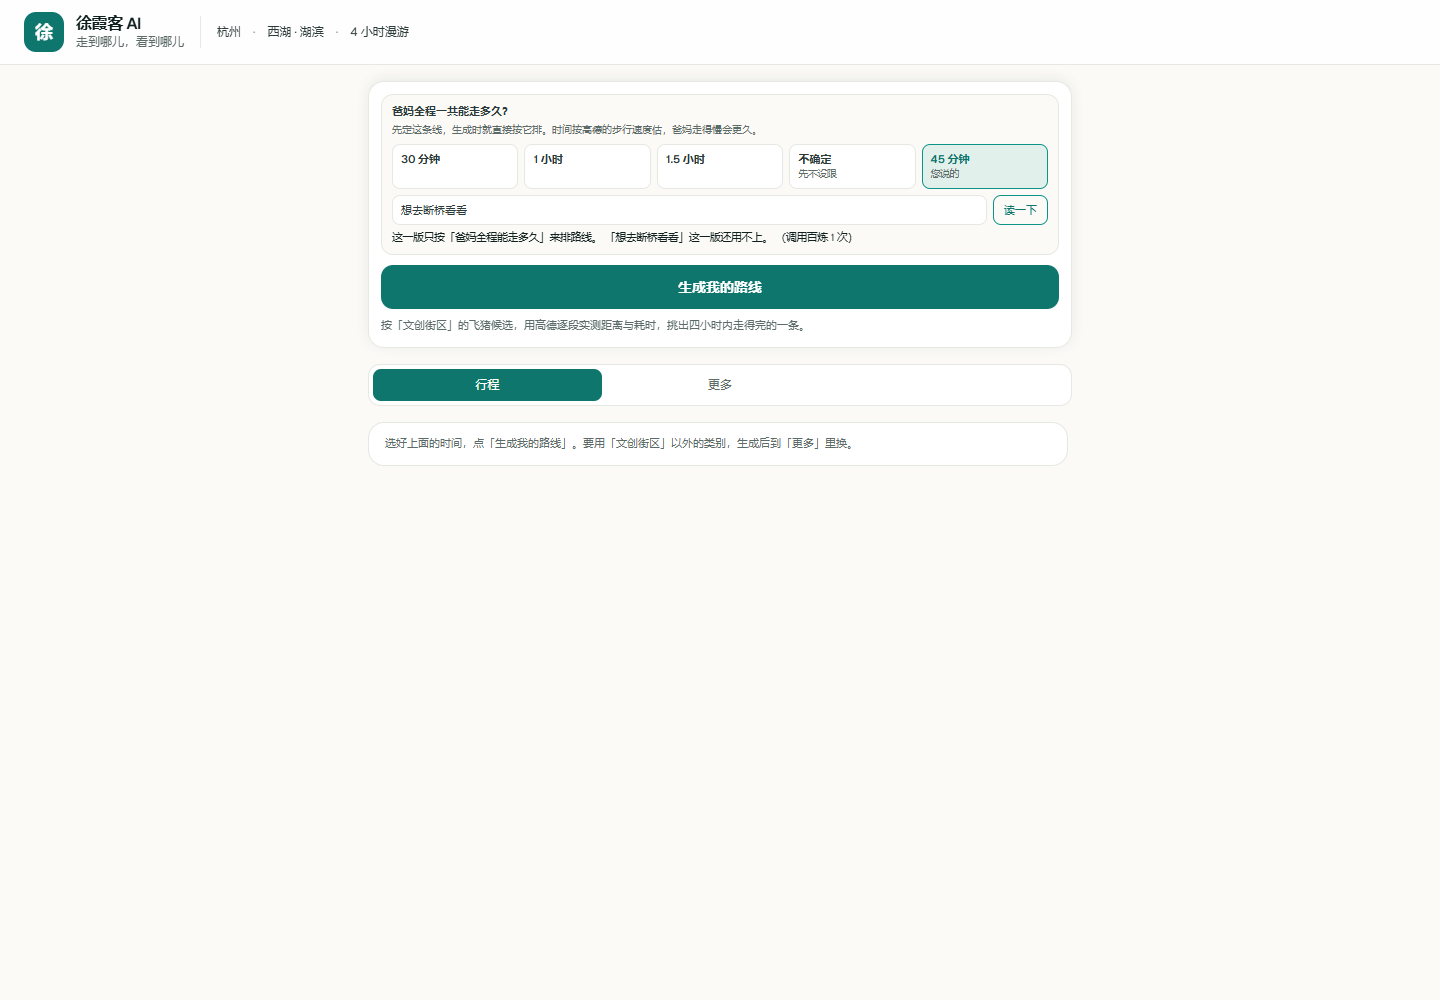 徐
徐霞客 AI
走到哪儿，看到哪儿
杭州 · 西湖·湖滨 · 4 小时漫游
爸妈全程一共能走多久？
先定这条线，生成时就直接按它排。时间按高德的步行速度估，爸妈走得慢会更久。
30 分钟
1 小时
1.5 小时
不确定
先不设限
45 分钟
您说的
想去断桥看看
读一下
这一版只按「爸妈全程能走多久」来排路线。 「想去断桥看看」这一版还用不上。 （调用百炼 1 次）
生成我的路线
按「文创街区」的飞猪候选，用高德逐段实测距离与耗时，挑出四小时内走得完的一条。
行程
更多
选好上面的时间，点「生成我的路线」。要用「文创街区」以外的类别，生成后到「更多」里换。